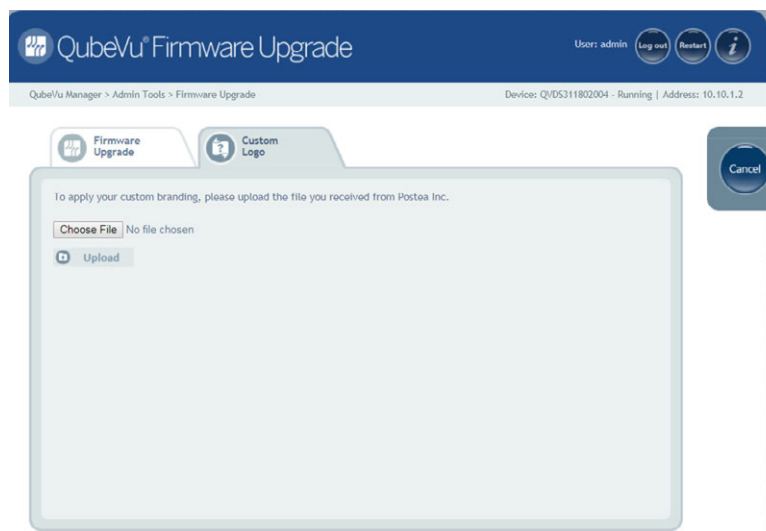 QubeVu® Firmware Upgrade
User: admin
Log out
Restart
i
QubeVu Manager > Admin Tools > Firmware Upgrade
Device: QVDS311802004 - Running | Address: 10.10.1.2
Firmware
Upgrade
Custom
Logo
Cancel
To apply your custom branding, please upload the file you received from Postea Inc.
Choose File No file chosen
Upload